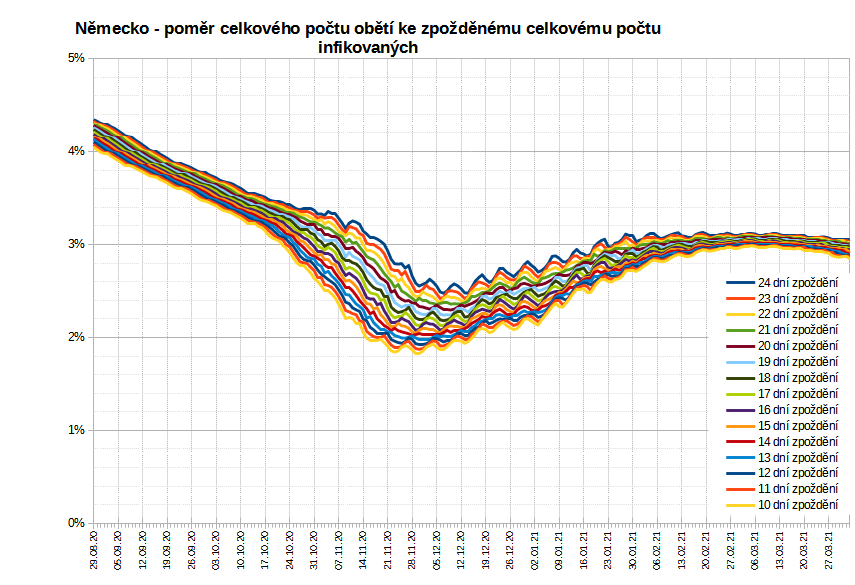 Německo - poměr celkového počtu obětí ke zpožděnému celkovému počtu
infikovaných
5%
4%
3%
2%
1%
0%
24 dní zpoždění
23 dní zpoždění
22 dní zpoždění
21 dní zpoždění
20 dní zpoždění
19 dní zpoždění
18 dní zpoždění
17 dní zpoždění
16 dní zpoždění
15 dní zpoždění
14 dní zpoždění
13 dní zpoždění
12 dní zpoždění
11 dní zpoždění
10 dní zpoždění
29.08.20
05.09.20
12.09.20
19.09.20
26.09.20
03.10.20
10.10.20
17.10.20
24.10.20
31.10.20
07.11.20
14.11.20
21.11.20
28.11.20
05.12.20
12.12.20
19.12.20
26.12.20
02.01.21
09.01.21
16.01.21
23.01.21
30.01.21
06.02.21
13.02.21
20.02.21
27.02.21
06.03.21
13.03.21
20.03.21
27.03.21